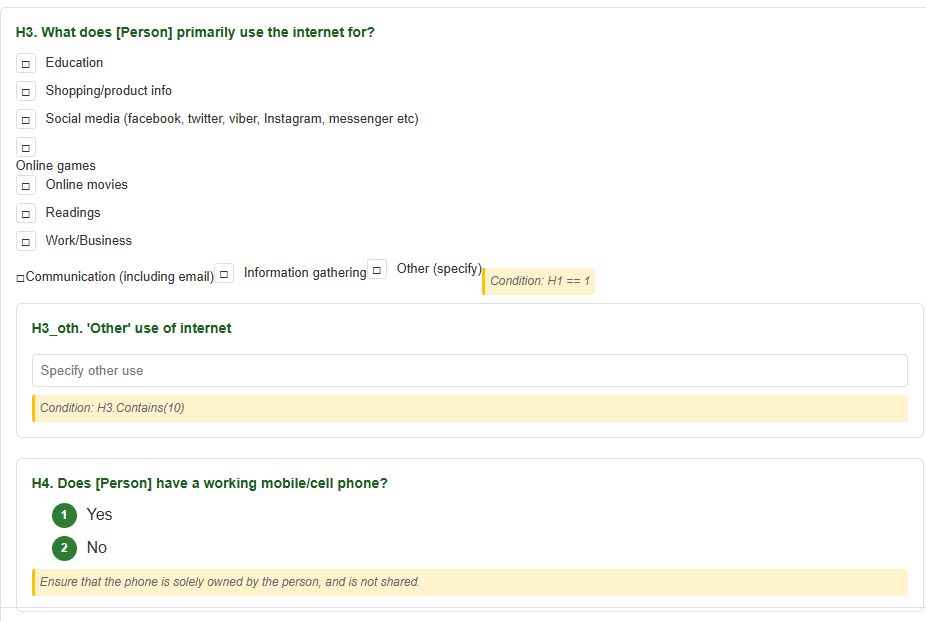 H3. What does [Person] primarily use the internet for?
□ Education
□ Shopping/product info
□ Social media (facebook, twitter, viber, Instagram, messenger etc)
□
Online games
□ Online movies
□ Readings
□ Work/Business
□Communication (including email) □ Information gathering □ Other (specify) Condition: H1 == 1
H3_oth. 'Other' use of internet
Specify other use
Condition: H3.Contains(10)
H4. Does [Person] have a working mobile/cell phone?
1 Yes
2 No
Ensure that the phone is solely owned by the person, and is not shared.